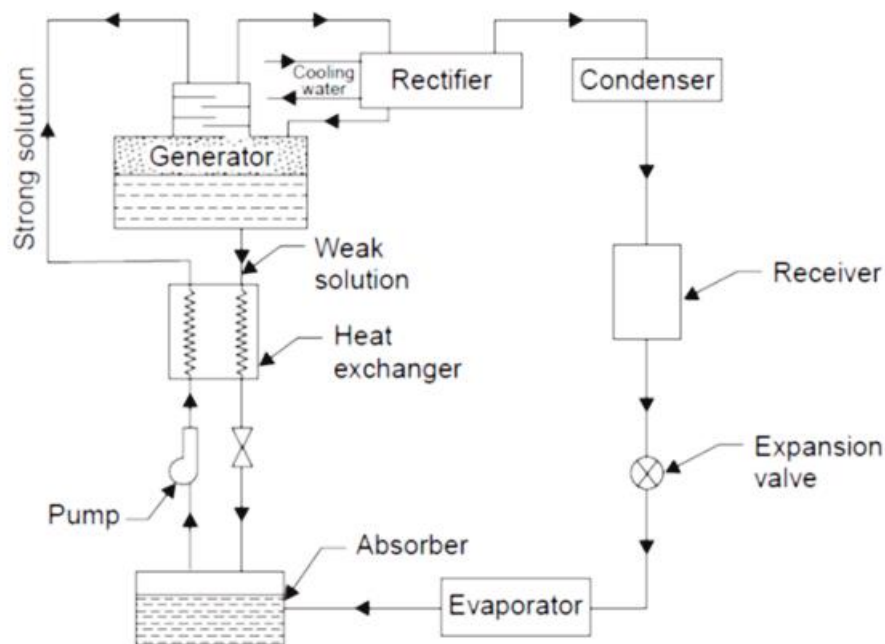 Strong solution
Cooling
water
Rectifier
Condenser
Generator
Weak
solution
Receiver
Heat
exchanger
Expansion
valve
Pump
Absorber
Evaporator